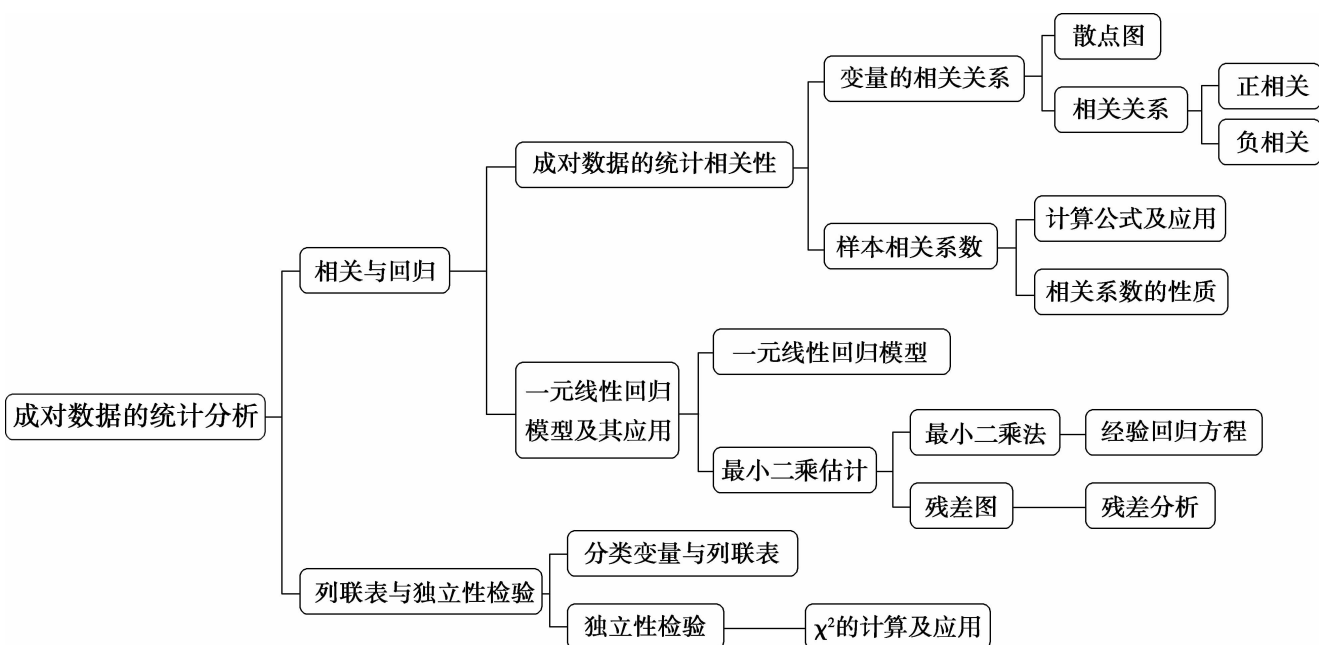 成对数据的统计分析
相关与回归
成对数据的统计相关性
变量的相关关系
散点图
相关关系
正相关
负相关
样本相关系数
计算公式及应用
相关系数的性质
一元线性回归
模型及其应用
一元线性回归模型
最小二乘估计
最小二乘法
经验回归方程
残差图
残差分析
列联表与独立性检验
分类变量与列联表
独立性检验
χ²的计算及应用